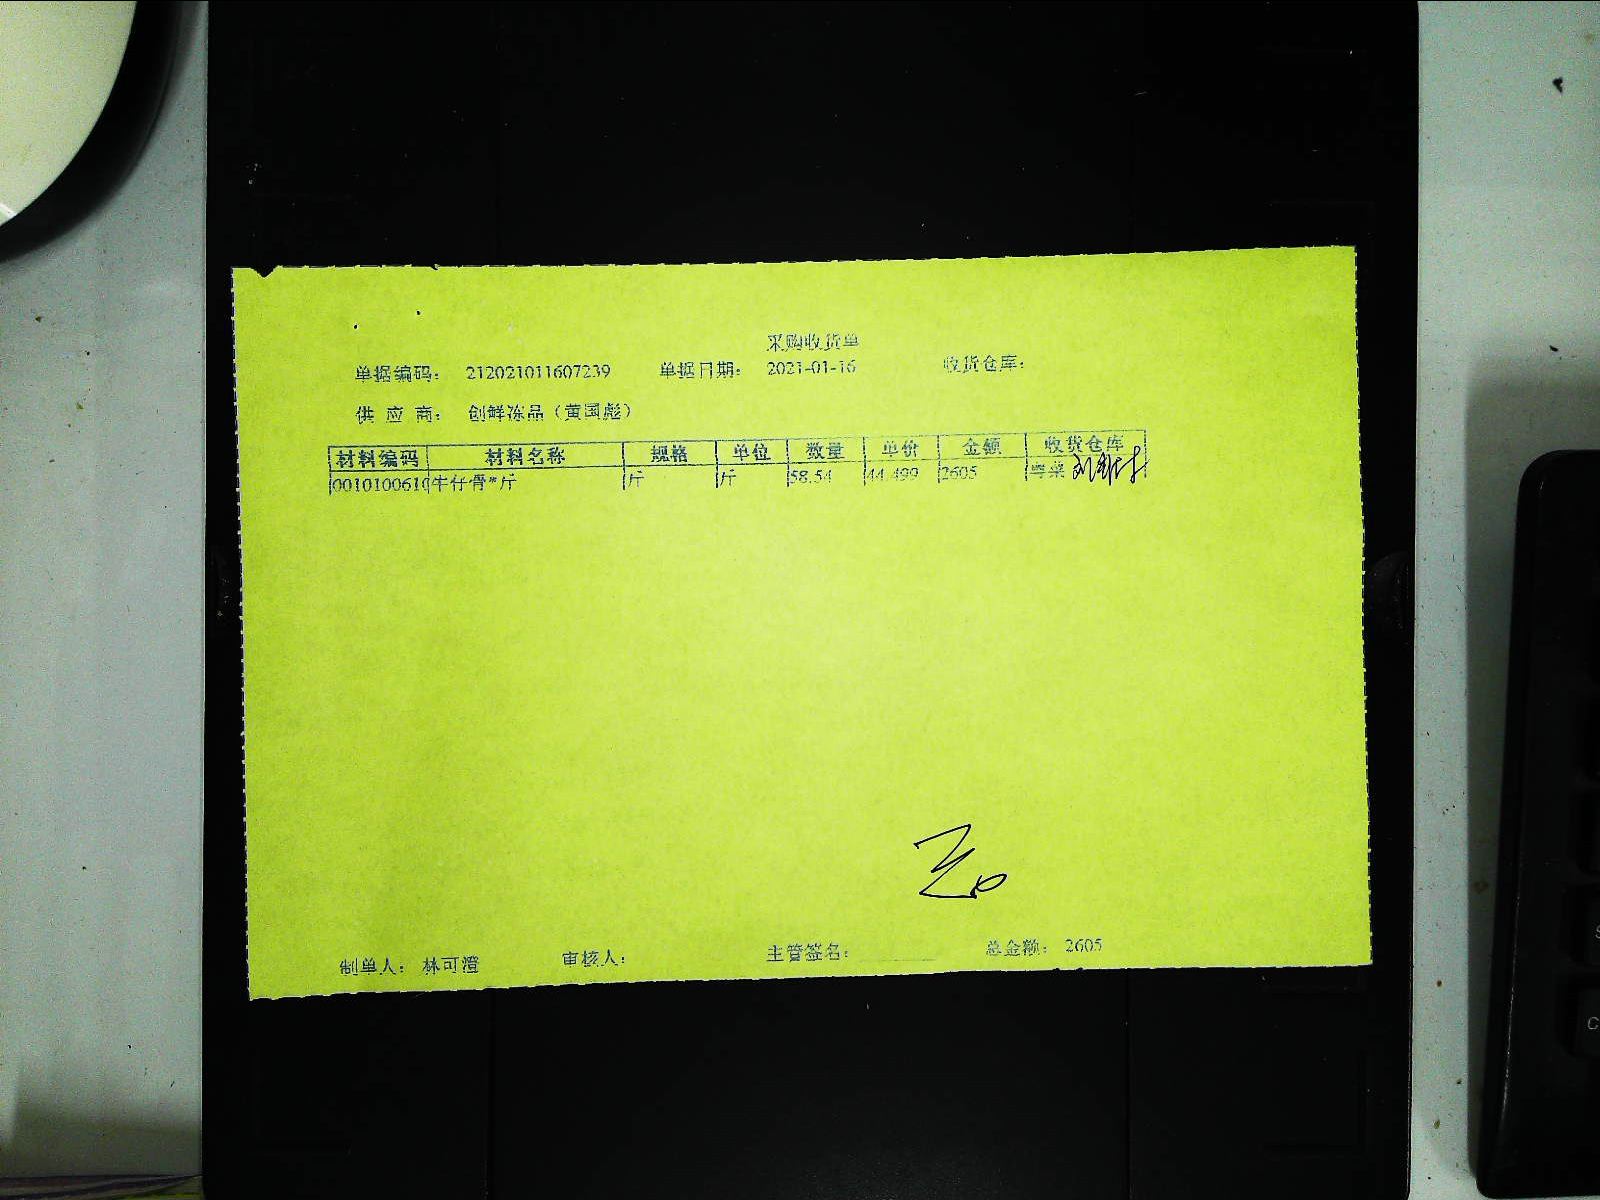 采购收货单
单据编码： 212021011607239 单据日期： 2021-01-16 收货仓库：
供 应 商： 创鲜冻品（黄国彪）
材料编码 材料名称 规格 单位 数量 单价 金额 收货仓库
0010100610 牛仔骨*斤 斤 斤 58.54 44.499 2605 粤菜
制单人： 林可澄 审核人： 主管签名： 总金额： 2605